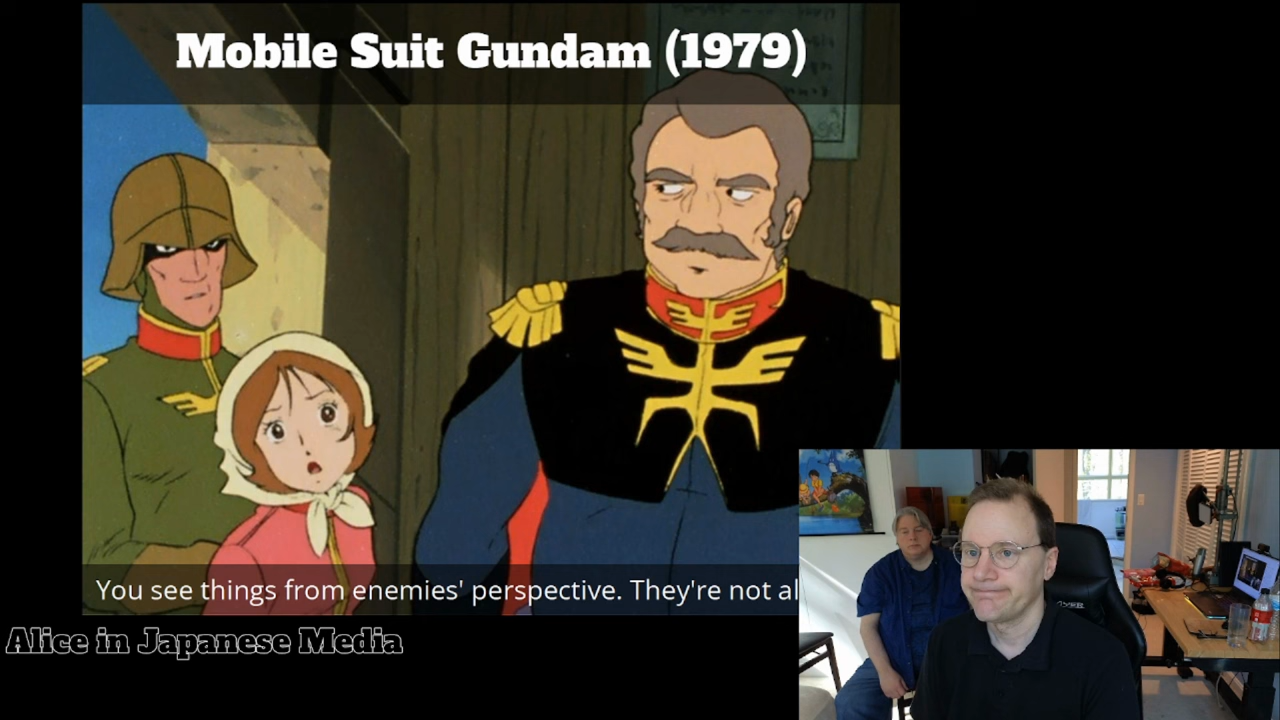 Mobile Suit Gundam (1979)
You see things from enemies' perspective. They're not al
Alice in Japanese Media